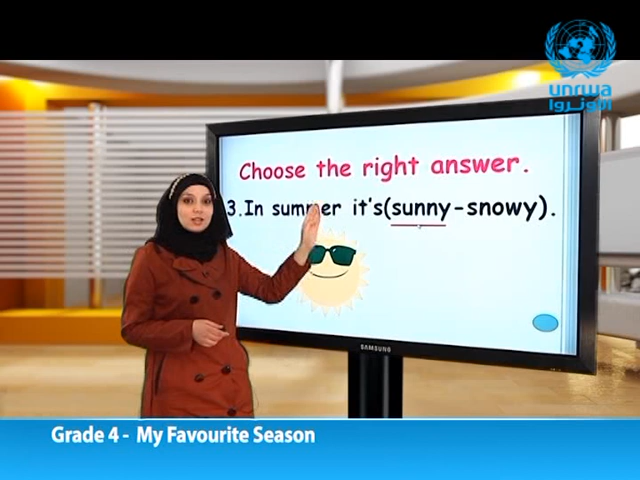 unrwa
الأونروا
Choose the right answer.
3. In summer it's(sunny-snowy).
SAMSUNG
Grade 4 - My Favourite Season